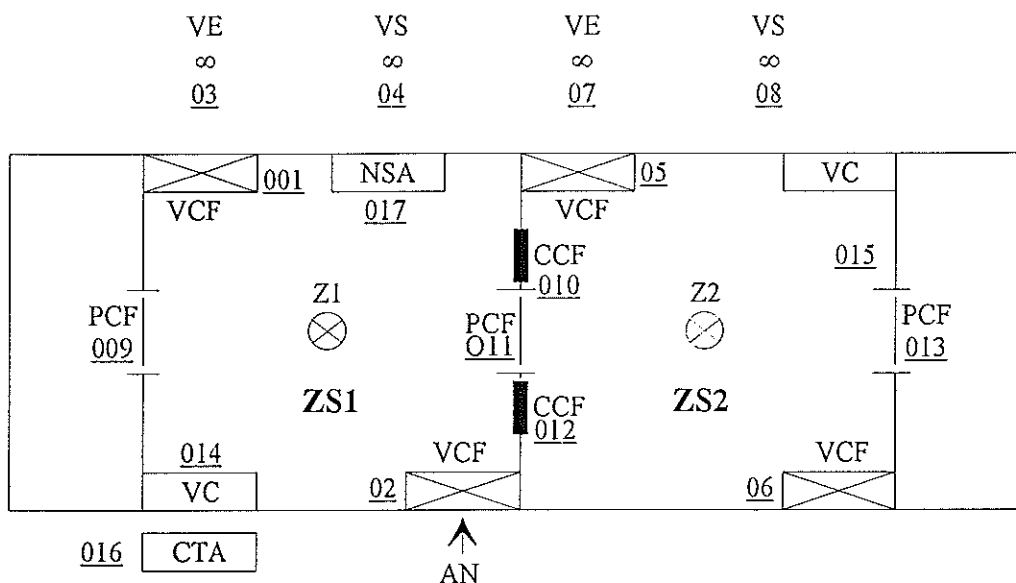 VE VS VE VS
∞ ∞ ∞ ∞
03 04 07 08
001 NSA 05 VC
VCF 017 VCF
CCF 015
010
Z1 Z2
PCF PCF PCF
009 O11 013
ZS1 CCF ZS2
012
014 VCF VCF
VC 02 06
016 CTA
AN